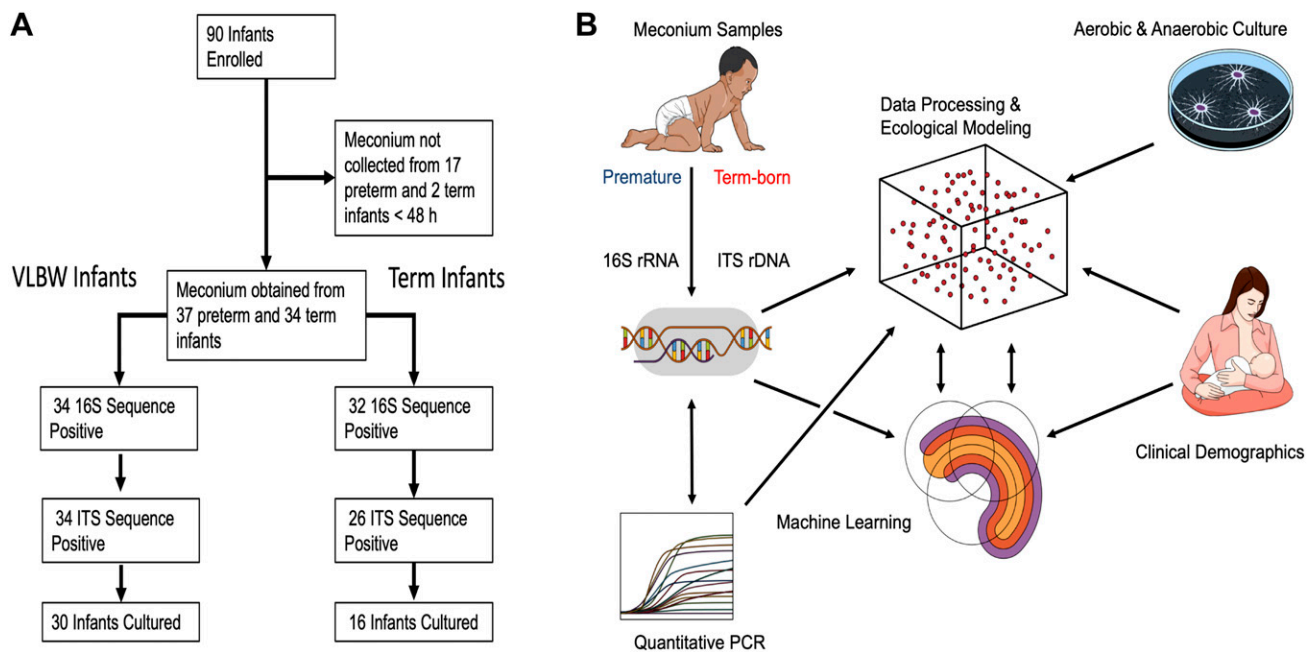 A
90 Infants
Enrolled
Meconium not
collected from 17
preterm and 2 term
infants < 48 h
VLBW Infants
Term Infants
Meconium obtained from
37 preterm and 34 term
infants
34 16S Sequence
Positive
32 16S Sequence
Positive
34 ITS Sequence
Positive
26 ITS Sequence
Positive
30 Infants Cultured
16 Infants Cultured
B
Meconium Samples
Aerobic & Anaerobic Culture
Data Processing &
Ecological Modeling
Premature
Term-born
16S rRNA
ITS rDNA
Clinical Demographics
Machine Learning
Quantitative PCR